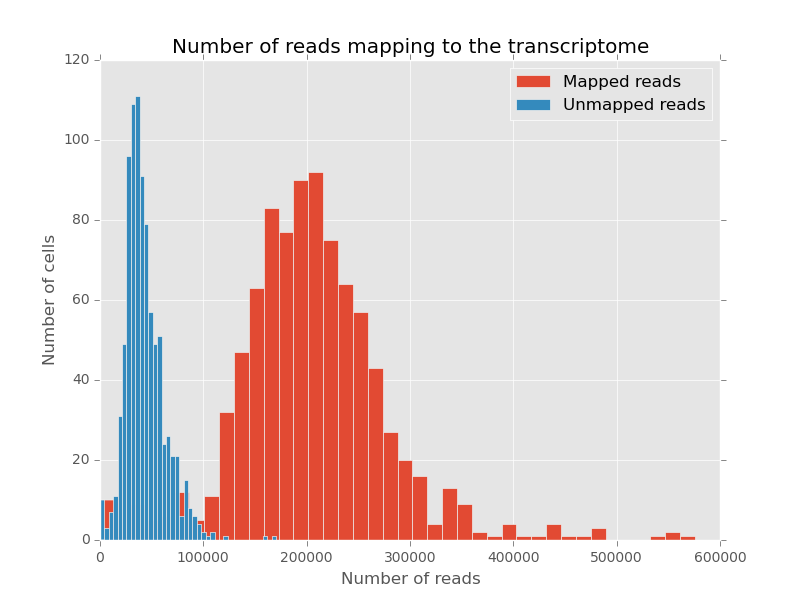 Number of reads mapping to the transcriptome
Mapped reads
Unmapped reads
120
100
80
60
40
20
0
Number of cells
0 100000 200000 300000 400000 500000 600000
Number of reads